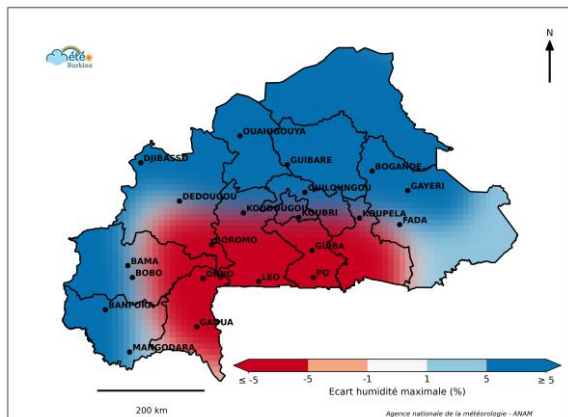 N
météo
Burkina
OUAHIGOUYA
DJIBASSO
GUIBARE
BOGANDE
GUILOUNGOU
GAYERI
DEDOUGOU
KOUDOUGOU
KOUBRI
KOUPELA
FADA
BOROMO
GUIBA
BAMA
BOBO
DANO
LEO
PO
BANFORA
GAOUA
MANGODARA
≤ -5
-5
-1
1
5
≥ 5
Ecart humidité maximale (%)
200 km
Agence nationale de la météorologie - ANAM